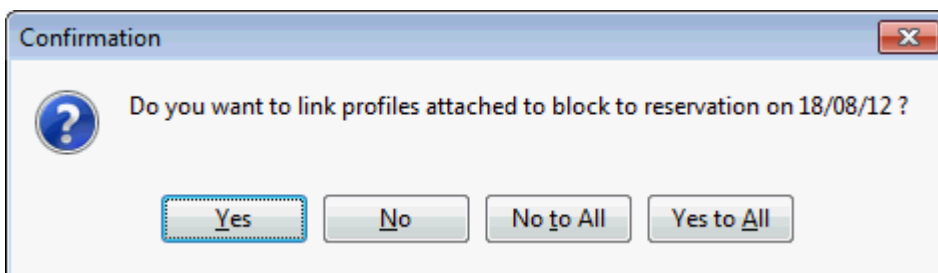 Confirmation
Do you want to link profiles attached to block to reservation on 18/08/12 ?
Yes No No to All Yes to All